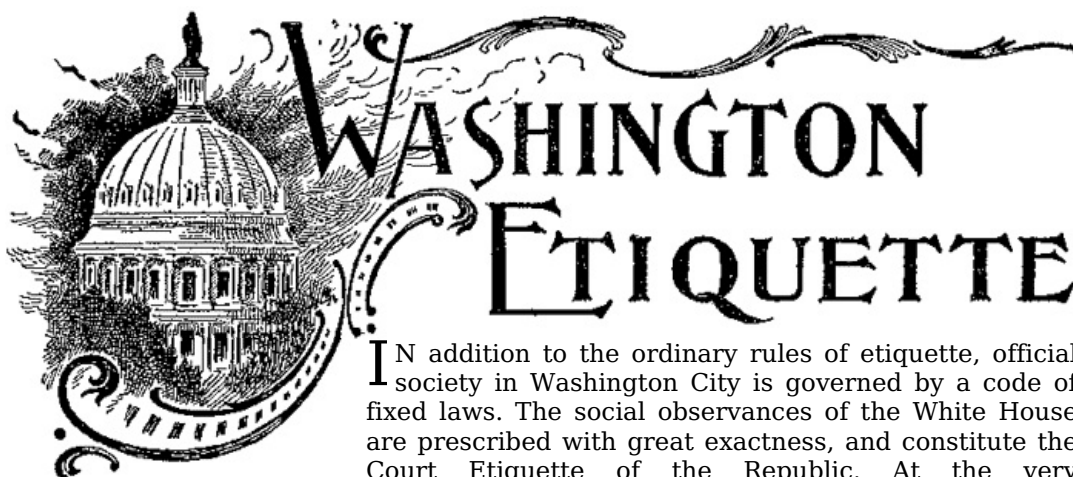 WASHINGTON
ETIQUETTE
IN addition to the ordinary rules of etiquette, official
society in Washington City is governed by a code of
fixed laws. The social observances of the White House
are prescribed with great exactness, and constitute the
Court Etiquette of the Republic. At the very